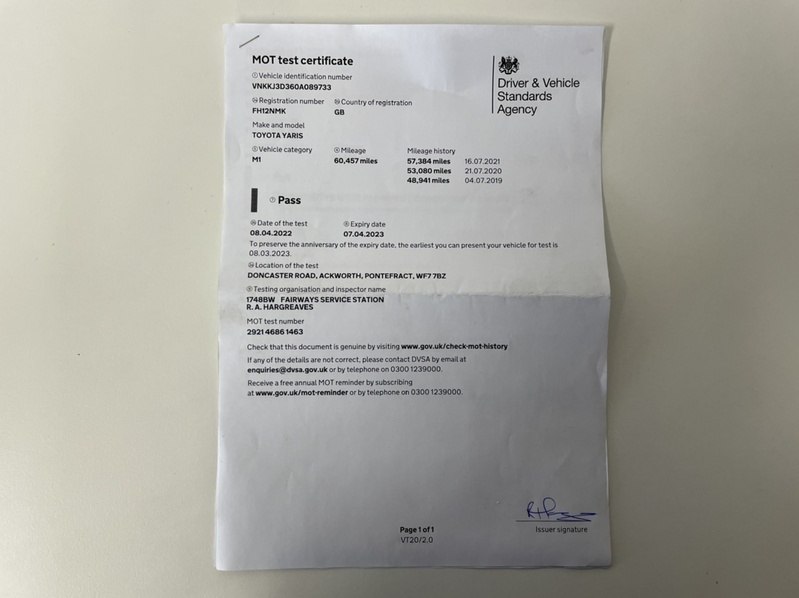 MOT test certificate
Driver & Vehicle
Standards
Agency
① Vehicle identification number
VNKKJ3D360A089733
Registration number Country of registration
FH12NMK GB
Make and model
TOYOTA YARIS
Vehicle category Mileage Mileage history
M1 60,457 miles 57,384 miles 16.07.2021
53,080 miles 21.07.2020
48,941 miles 04.07.2019
Pass
Date of the test Expiry date
08.04.2022 07.04.2023
To preserve the anniversary of the expiry date, the earliest you can present your vehicle for test is
08.03.2023.
Location of the test
DONCASTER ROAD, ACKWORTH, PONTEFRACT, WF7 7BZ
Testing organisation and inspector name
1748BW FAIRWAYS SERVICE STATION
R. A. HARGREAVES
MOT test number
2921 4686 1463
Check that this document is genuine by visiting www.gov.uk/check-mot-history
If any of the details are not correct, please contact DVSA by email at
enquiries@dvsa.gov.uk or by telephone on 0300 1239000.
Receive a free annual MOT reminder by subscribing
at www.gov.uk/mot-reminder or by telephone on 0300 1239000.
Issuer signature
Page 1 of 1
VT20/2.0